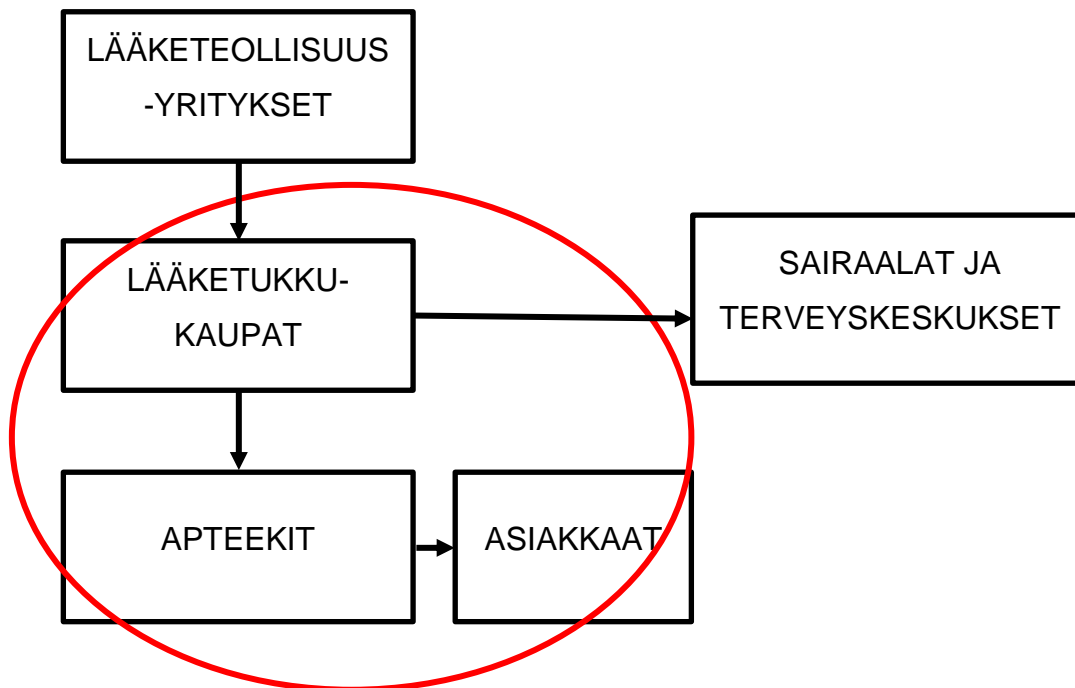 LÄÄKETEOLLISUUS
-YRITYKSET
LÄÄKETUKKU-
KAUPAT
SAIRAALAT JA
TERVEYSKESKUKSET
APTEEKIT
ASIAKKAAT